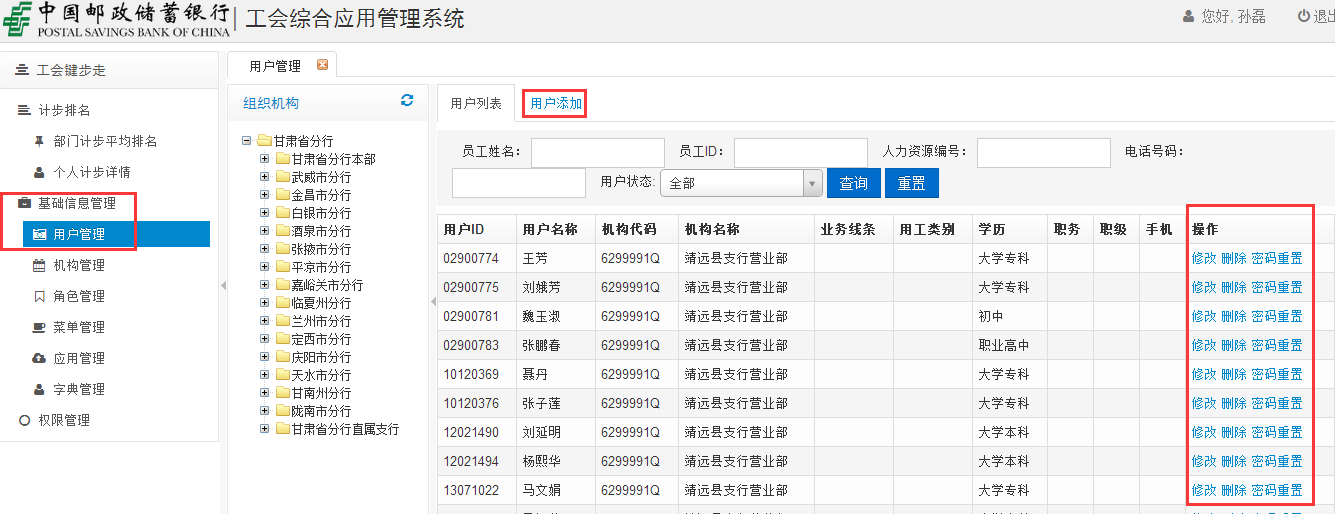 中国邮政储蓄银行 | 工会综合应用管理系统 您好, 孙磊
POSTAL SAVINGS BANK OF CHINA
工会键步走
计步排名
部门计步平均排名
个人计步详情
基础信息管理
用户管理
机构管理
角色管理
菜单管理
应用管理
字典管理
权限管理
用户管理
组织机构
甘肃省分行
甘肃省分行本部
武威市分行
金昌市分行
白银市分行
酒泉市分行
张掖市分行
平凉市分行
嘉峪关市分行
临夏州分行
兰州市分行
定西市分行
庆阳市分行
天水市分行
甘南州分行
陇南市分行
甘肃省分行直属支行
用户列表 用户添加
员工姓名: 员工ID: 人力资源编号: 电话号码:
用户状态: 全部 查询 重置
用户ID 用户名称 机构代码 机构名称 业务线条 用工类别 学历 职务 职级 手机 操作
02900774 王芳 6299991Q 靖远县支行营业部 大学专科 修改 删除 密码重置
02900775 刘娥芳 6299991Q 靖远县支行营业部 大学专科 修改 删除 密码重置
02900781 魏玉淑 6299991Q 靖远县支行营业部 初中 修改 删除 密码重置
02900783 张鹏春 6299991Q 靖远县支行营业部 职业高中 修改 删除 密码重置
10120369 聂丹 6299991Q 靖远县支行营业部 大学专科 修改 删除 密码重置
10120376 张子莲 6299991Q 靖远县支行营业部 大学专科 修改 删除 密码重置
12021490 刘延明 6299991Q 靖远县支行营业部 大学本科 修改 删除 密码重置
12021494 杨熙华 6299991Q 靖远县支行营业部 大学本科 修改 删除 密码重置
13071022 马文娟 6299991Q 靖远县支行营业部 大学专科 修改 删除 密码重置